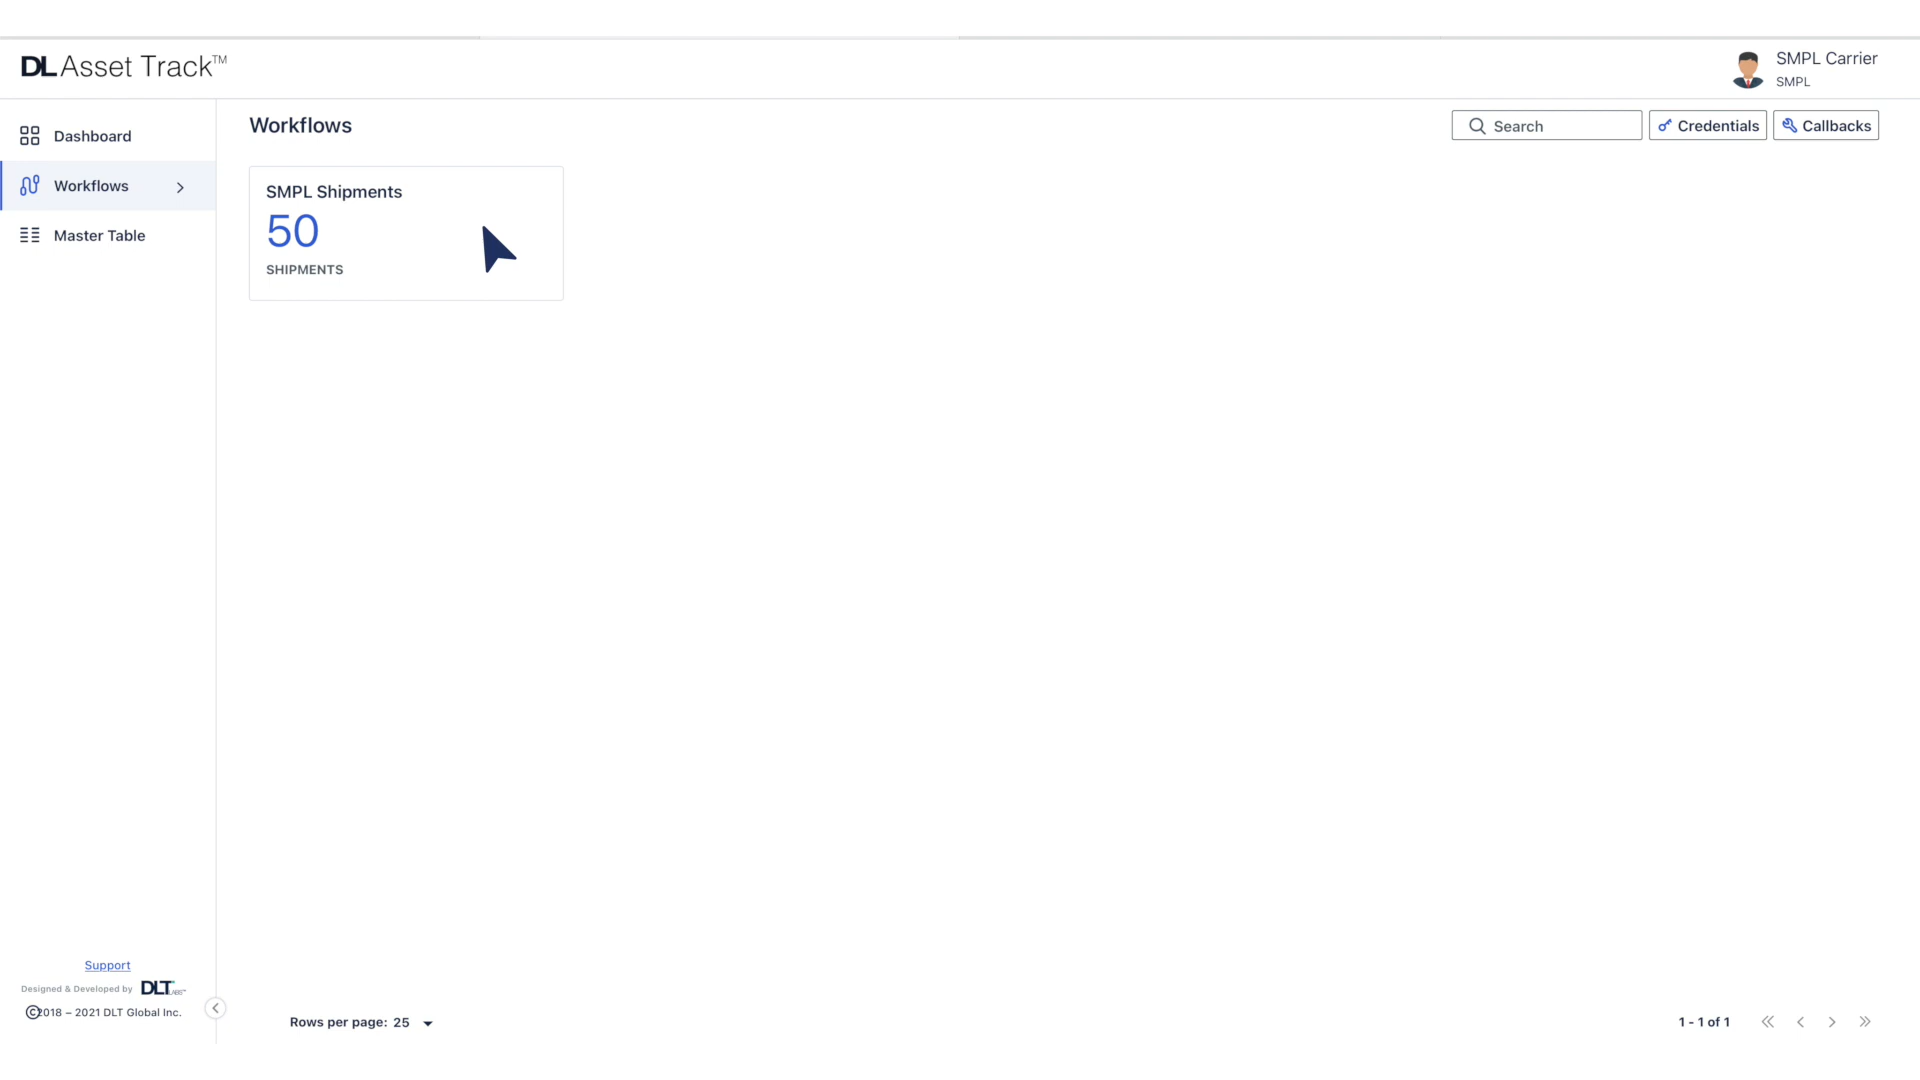 DL Asset Track™
SMPL Carrier
SMPL
Dashboard
Workflows
Master Table
Workflows
Search
Credentials
Callbacks
SMPL Shipments
50
SHIPMENTS
Support
Designed & Developed by DLT LABS™
©2018 – 2021 DLT Global Inc.
Rows per page: 25
1 - 1 of 1